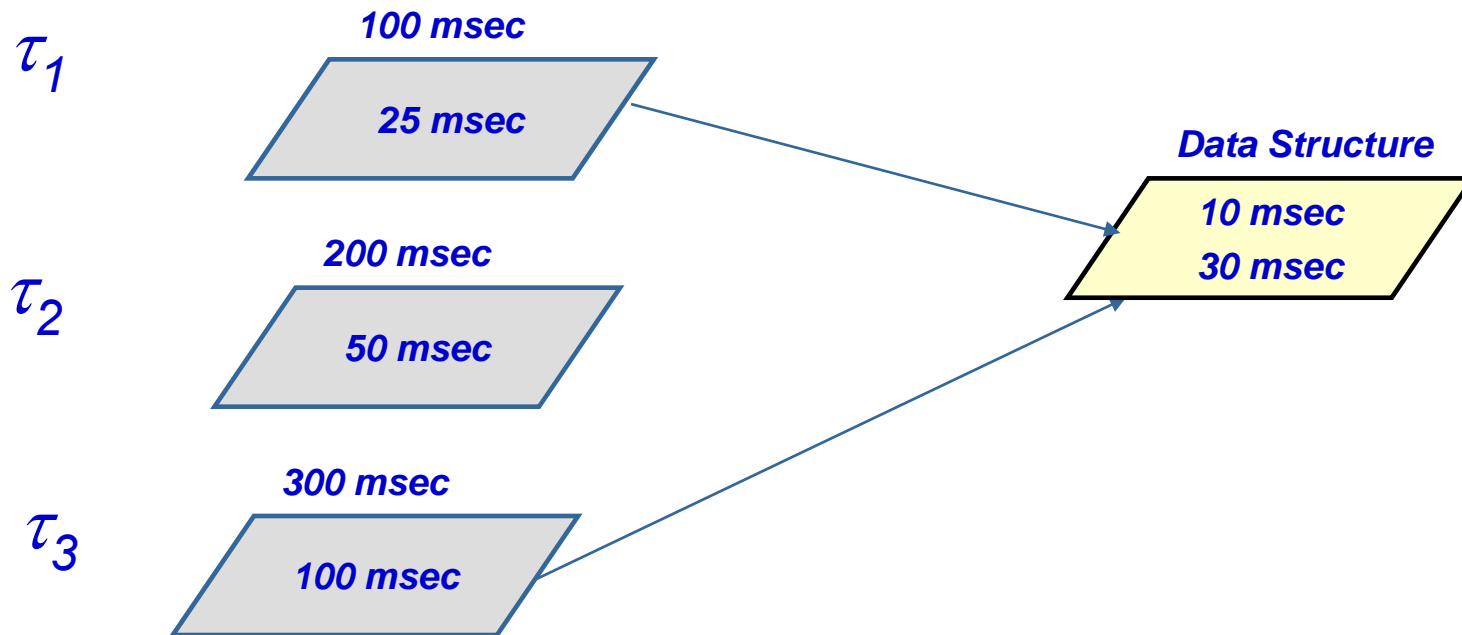 100 msec
τ1
25 msec
Data Structure
10 msec
30 msec
200 msec
τ2
50 msec
300 msec
τ3
100 msec